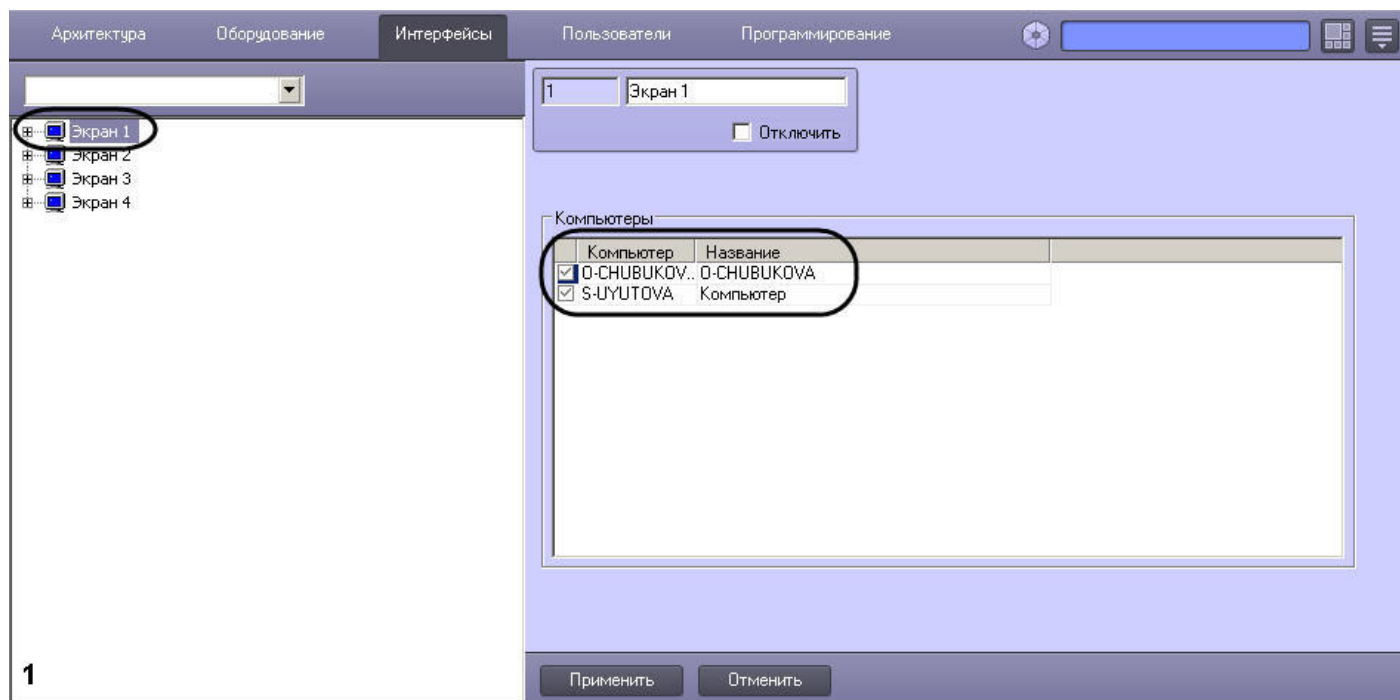 Архитектура Оборудование Интерфейсы Пользователи Программирование
1 Экран 1
Отключить
Экран 1
Экран 2
Экран 3
Экран 4
Компьютеры
Компьютер Название
O-CHUBUKOV.. O-CHUBUKOVA
S-UYUTOVA Компьютер
1
Применить Отменить